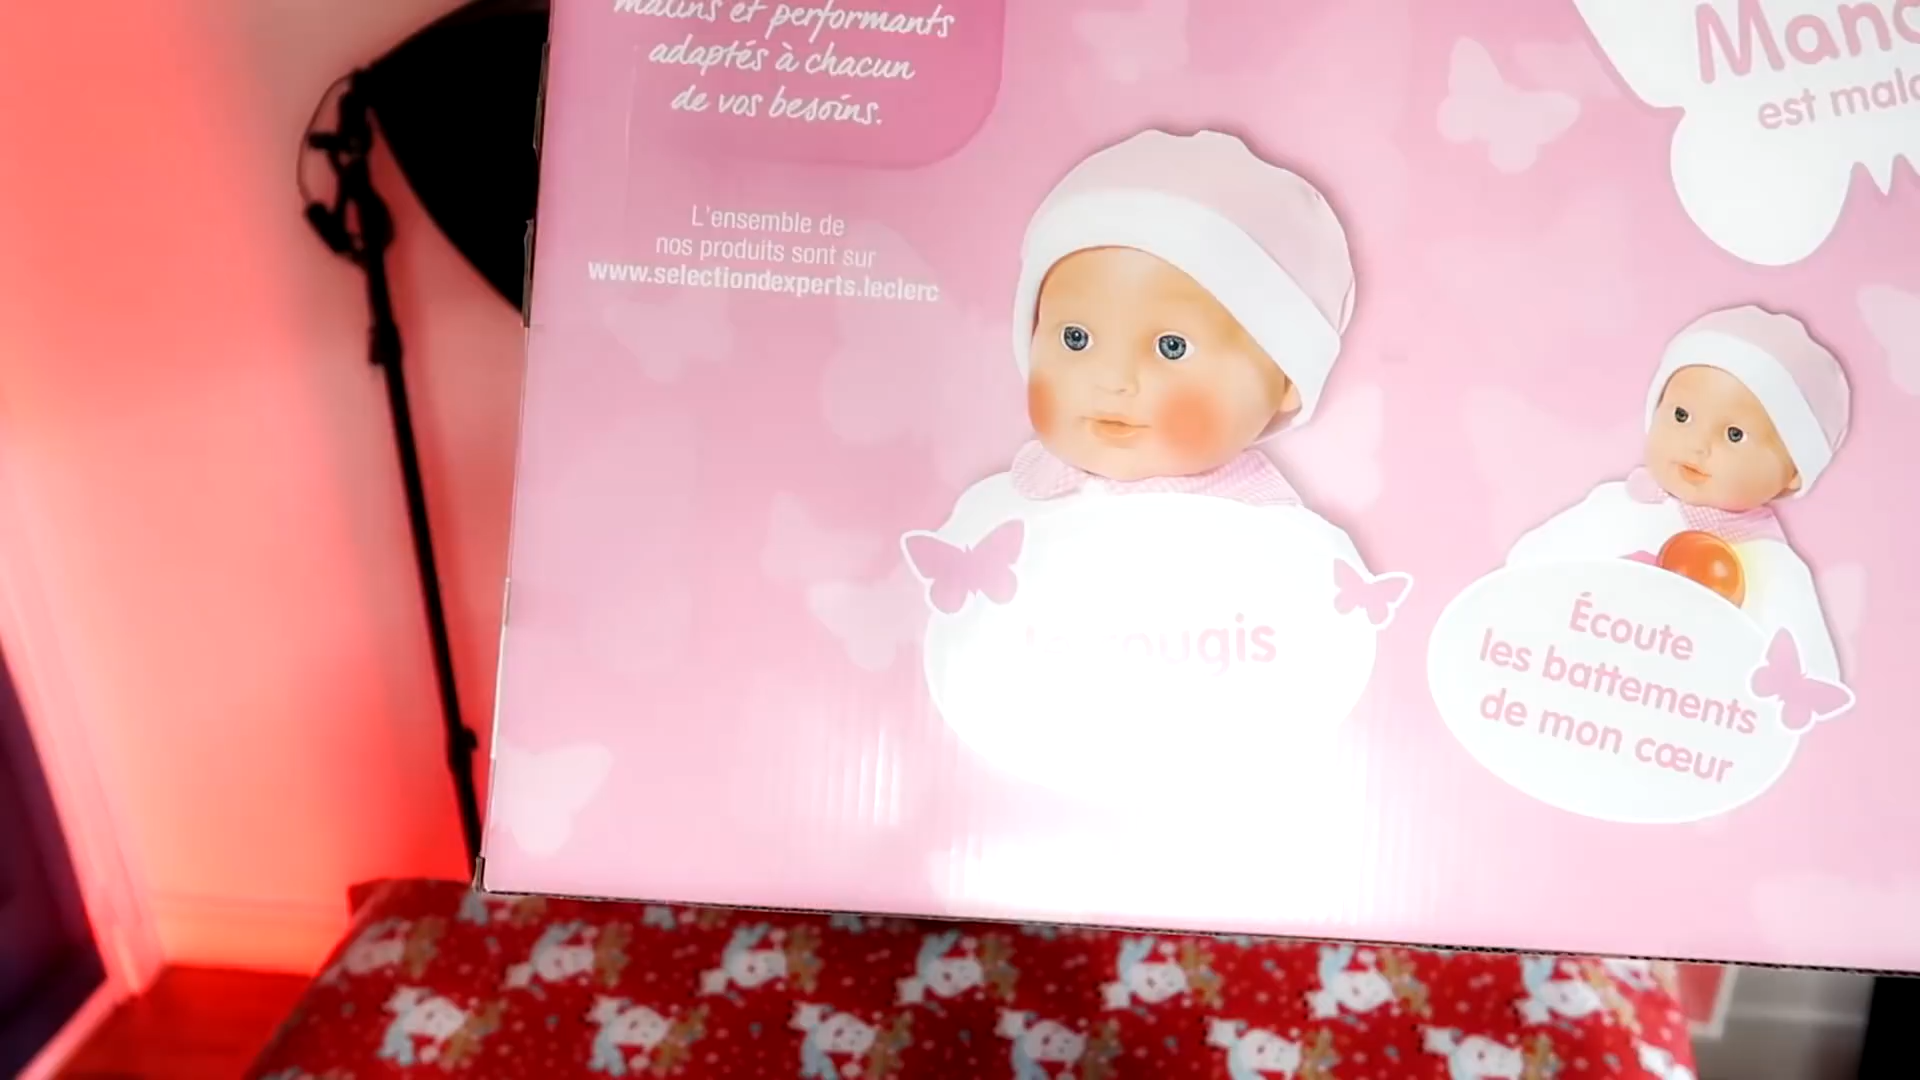 malins et performants
adaptés à chacun
de vos besoins.
L'ensemble de
nos produits sont sur
www.selectiondexperts.leclerc
est
Écoute
les battements
de mon cœur